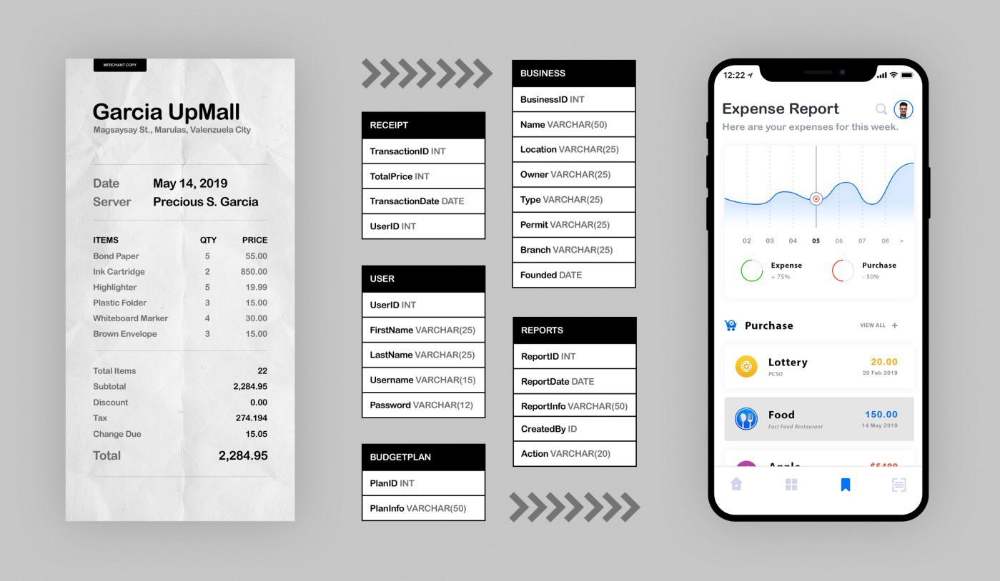 MERCHANT COPY
Garcia UpMall
Magsaysay St., Marulas, Valenzuela City
Date May 14, 2019
Server Precious S. Garcia
ITEMS QTY PRICE
Bond Paper 5 55.00
Ink Cartridge 2 850.00
Highlighter 5 19.99
Plastic Folder 3 15.00
Whiteboard Marker 4 30.00
Brown Envelope 3 15.00
Total Items 22
Subtotal 2,284.95
Discount 0.00
Tax 274.194
Change Due 15.05
Total 2,284.95
RECEIPT
TransactionID INT
TotalPrice INT
TransactionDate DATE
UserID INT
USER
UserID INT
FirstName VARCHAR(25)
LastName VARCHAR(25)
Username VARCHAR(15)
Password VARCHAR(12)
BUDGETPLAN
PlanID INT
PlanInfo VARCHAR(50)
BUSINESS
BusinessID INT
Name VARCHAR(50)
Location VARCHAR(25)
Owner VARCHAR(25)
Type VARCHAR(25)
Permit VARCHAR(25)
Branch VARCHAR(25)
Founded DATE
REPORTS
ReportID INT
ReportDate DATE
ReportInfo VARCHAR(50)
CreatedBy ID
Action VARCHAR(20)
12:22
Expense Report
Here are your expenses for this week.
02 03 04 05 06 07 08 >
Expense
+ 75%
Purchase
- 50%
Purchase VIEW ALL +
Lottery 20.00
PCSO 20 Feb 2019
Food 150.00
Fast Food Restaurant 14 May 2019
Apple $5499